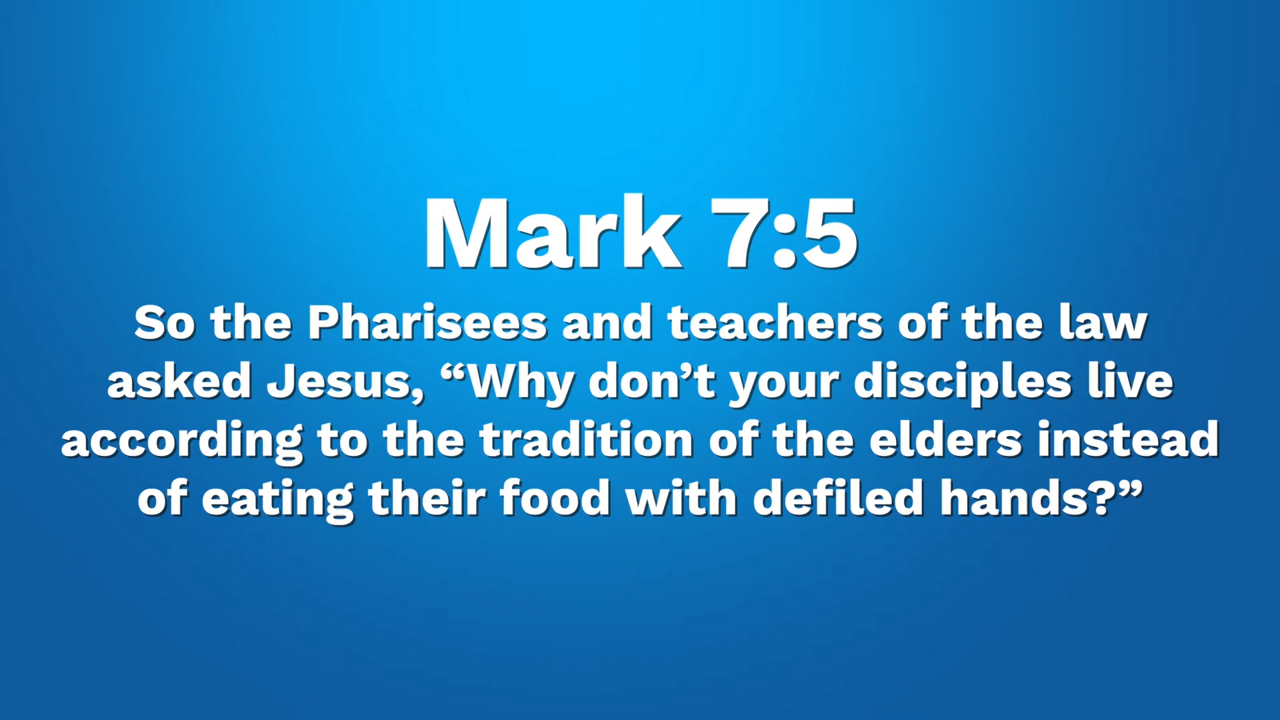 Mark 7:5
So the Pharisees and teachers of the law
asked Jesus, “Why don’t your disciples live
according to the tradition of the elders instead
of eating their food with defiled hands?”